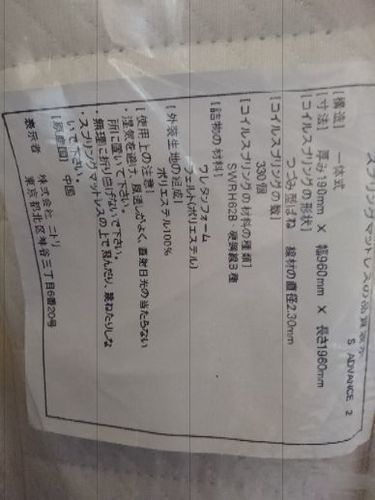 スプリングマットレスの品質表示
S ADVANCE 2
[構造] 一体式
[寸法] 厚み190mm X 幅960mm X 長さ1960mm
[コイルスプリングの形状]
つづみ型ばね 線材の直径2.30mm
[コイルスプリングの数]
330個
[コイルスプリングの材料の種類]
SWRH82B 硬鋼線B種
[詰物の材料]
ウレタンフォーム
フェルト(ポリエステル)
[外装生地の組成]
ポリエステル100%
[使用上の注意]
・湿気を避け、風通しがよく、直射日光の当たらない
所に置いて下さい。
・無理に折り曲げないで下さい。
・スプリングマットレスの上で飛んだり、跳ねたりしな
いで下さい。
[原産国] 中国
表示者 株式会社 ニトリ
東京都北区神谷三丁目6番20号